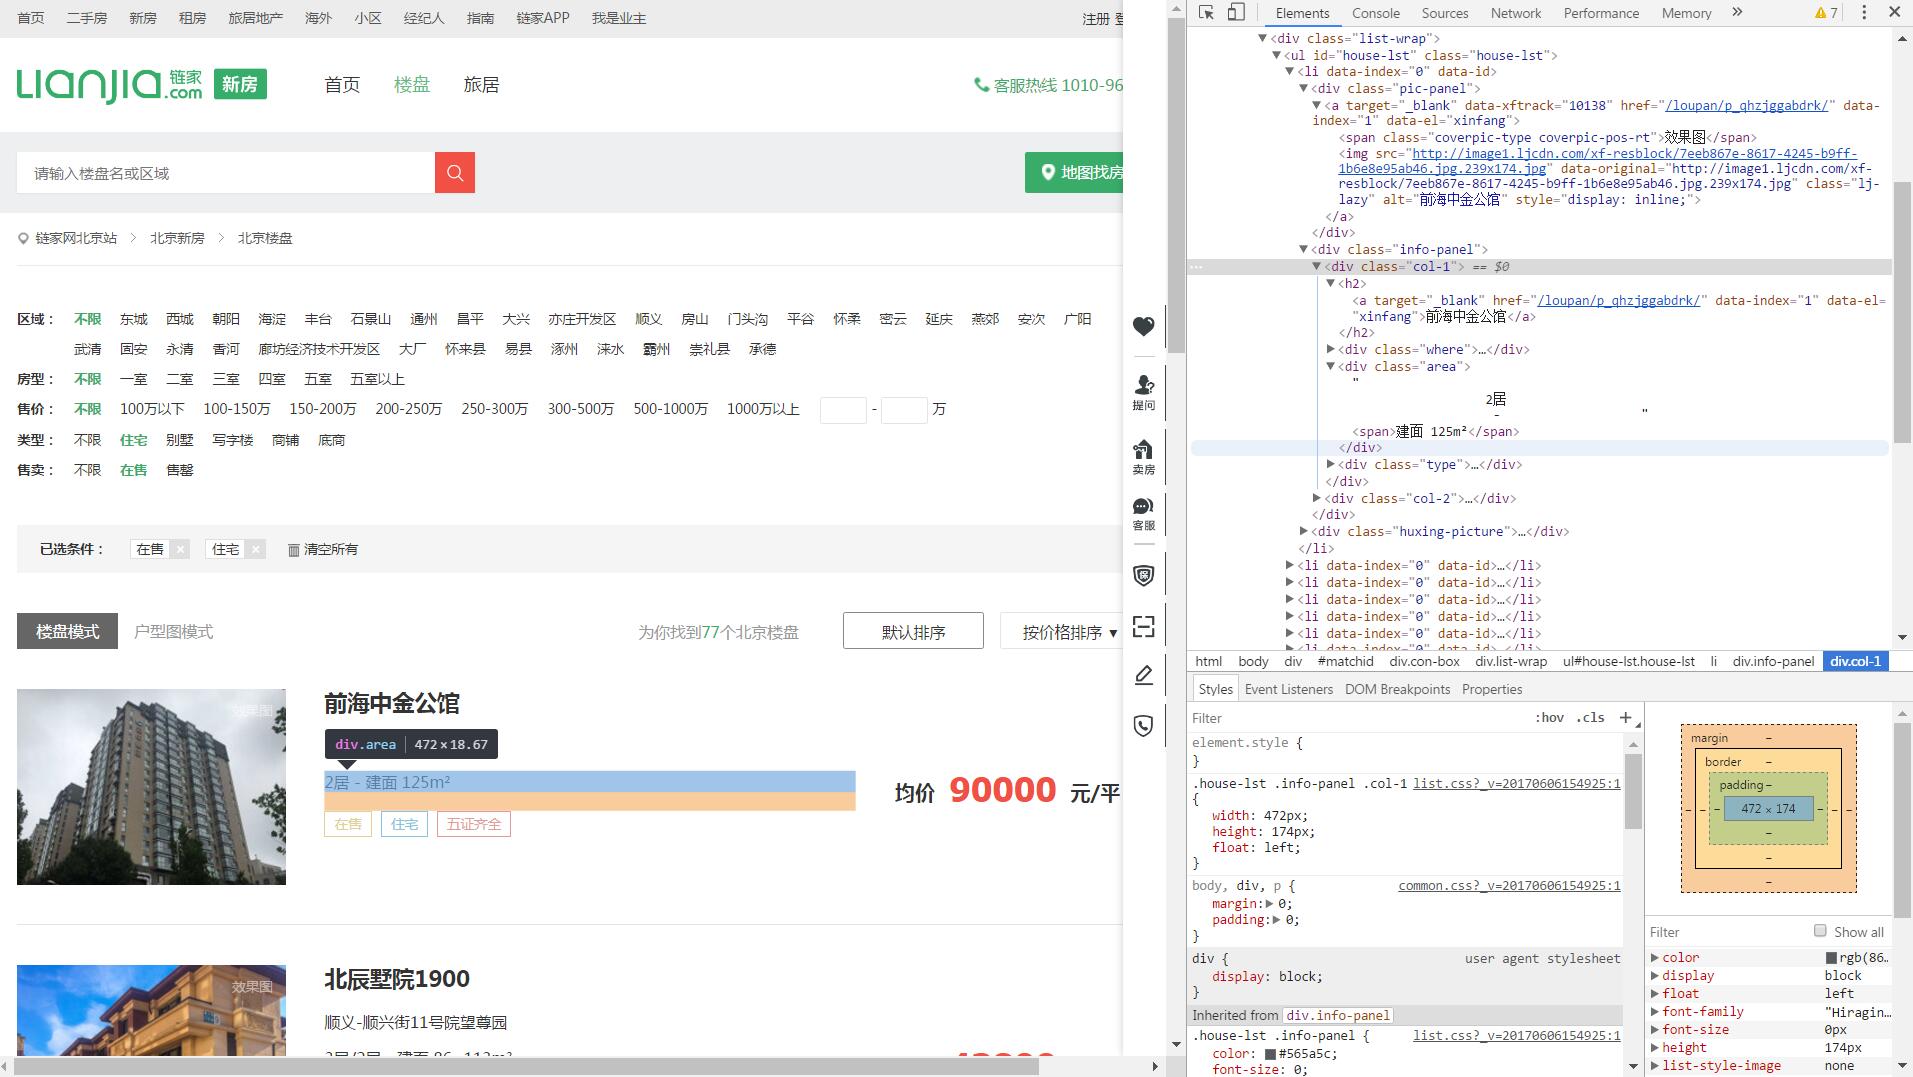 首页 二手房 新房 租房 旅居地产 海外 小区 经纪人 指南 链家APP 我是业主 注册
LIANJIA.com 链家 新房 首页 楼盘 旅居 客服热线 1010-96
请输入楼盘名或区域 地图找房
链家网北京站 > 北京新房 > 北京楼盘
区域： 不限 东城 西城 朝阳 海淀 丰台 石景山 通州 昌平 大兴 亦庄开发区 顺义 房山 门头沟 平谷 怀柔 密云 延庆 燕郊 安次 广阳
武清 固安 永清 香河 廊坊经济技术开发区 大厂 怀来县 易县 涿州 涞水 霸州 崇礼县 承德
房型： 不限 一室 二室 三室 四室 五室 五室以上
售价： 不限 100万以下 100-150万 150-200万 200-250万 250-300万 300-500万 500-1000万 1000万以上 - 万
类型： 不限 住宅 别墅 写字楼 商铺 底商
售卖： 不限 在售 售罄
已选条件： 在售 × 住宅 × 清空所有
楼盘模式 户型图模式 为你找到77个北京楼盘 默认排序 按价格排序 ▼
效果图
前海中金公馆
div.area | 472×18.67
2居 - 建面 125m²
均价 90000 元/平
在售 住宅 五证齐全
效果图
北辰墅院1900
顺义-顺兴街11号院望尊园
提问
卖房
客服
保
Elements Console Sources Network Performance Memory » 7
<div class="list-wrap">
<ul id="house-lst" class="house-lst">
<li data-index="0" data-id>
<div class="pic-panel">
<a target="_blank" data-xftrack="10138" href="/loupan/p_qhzjggabdrk/" data-
index="1" data-el="xinfang">
<span class="coverpic-type coverpic-pos-rt">效果图</span>
<img src="http://image1.ljcdn.com/xf-resblock/7eeb867e-8617-4245-b9ff-
1b6e8e95ab46.jpg.239x174.jpg" data-original="http://image1.ljcdn.com/xf-
resblock/7eeb867e-8617-4245-b9ff-1b6e8e95ab46.jpg.239x174.jpg" class="lj-
lazy" alt="前海中金公馆" style="display: inline;">
</a>
</div>
<div class="info-panel">
<div class="col-1"> == $0
<h2>
<a target="_blank" href="/loupan/p_qhzjggabdrk/" data-index="1" data-el=
"xinfang">前海中金公馆</a>
</h2>
<div class="where">…</div>
<div class="area">
"
2居
- "
<span>建面 125m²</span>
</div>
<div class="type">…</div>
</div>
<div class="col-2">…</div>
</div>
<div class="huxing-picture">…</div>
</li>
<li data-index="0" data-id>…</li>
<li data-index="0" data-id>…</li>
<li data-index="0" data-id>…</li>
<li data-index="0" data-id>…</li>
<li data-index="0" data-id>…</li>
<li data-index="0" data-id>…</li>
html body div #matchid div.con-box div.list-wrap ul#house-lst.house-lst li div.info-panel div.col-1
Styles Event Listeners DOM Breakpoints Properties
Filter :hov .cls +
element.style {
}
.house-lst .info-panel .col-1 list.css?_v=20170606154925:1
{
width: 472px;
height: 174px;
float: left;
}
body, div, p { common.css?_v=20170606154925:1
margin: 0;
padding: 0;
}
div { user agent stylesheet
display: block;
}
Inherited from div.info-panel
.house-lst .info-panel { list.css?_v=20170606154925:1
color: #565a5c;
font-size: 0;
margin –
border –
padding –
– – – 472 × 174 – – –
–
–
–
Filter Show all
color rgb(86…
display block
float left
font-family "Hiragin…
font-size 0px
height 174px
list-style-image none